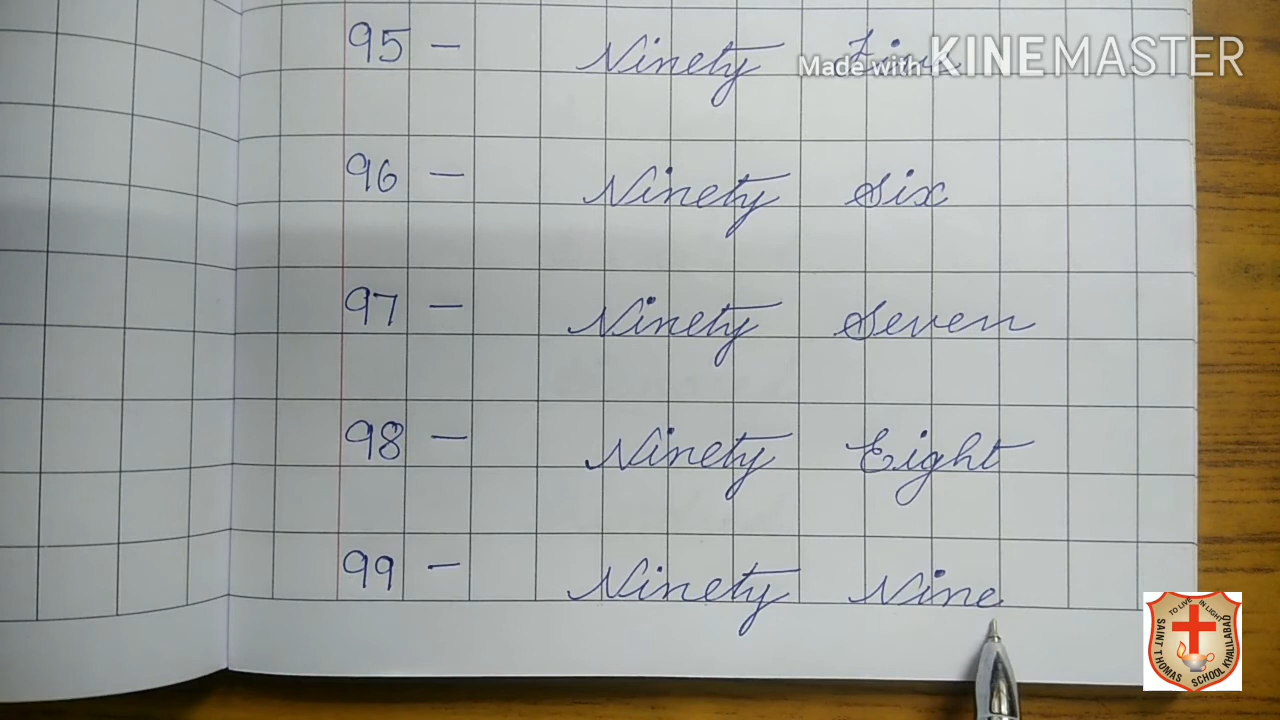 95 - Ninety Five
Made with KINEMASTER
96 - Ninety Six
97 - Ninety Seven
98 - Ninety Eight
99 - Ninety Nine
TO LIVE IN LIGHT
SAINT THOMAS SCHOOL KHALILABAD